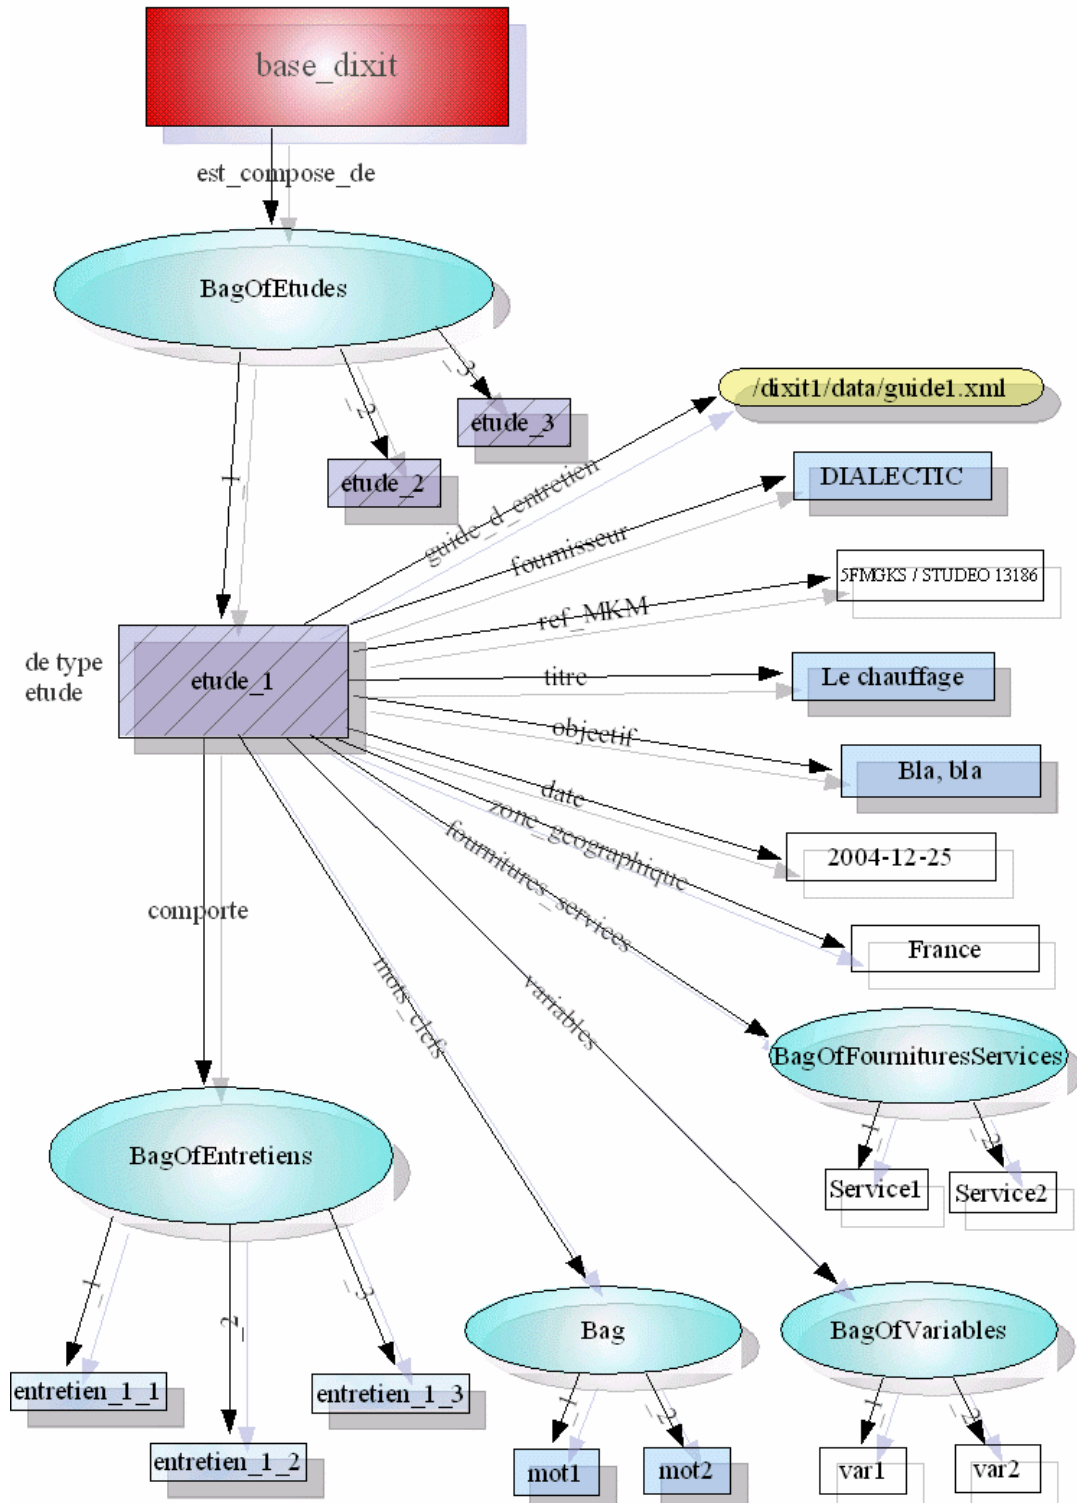 base_dixit
est_compose_de
BagOfEtudes
_1
_2
_3
etude_3
etude_2
/dixit1/data/guide1.xml
guide_d_entretien
DIALECTIC
fournisseur
5FMGKS / STUDEO 13186
ref_MKM
de type
etude
etude_1
titre
Le chauffage
objectif
Bla, bla
date
2004-12-25
zone_geographique
France
fournitures_services
comporte
mots_clefs
variables
BagOfFournituresServices
_1
_2
Service1
Service2
BagOfEntretiens
_1
_2
_3
entretien_1_1
entretien_1_2
entretien_1_3
Bag
_1
_2
mot1
mot2
BagOfVariables
_1
_2
var1
var2